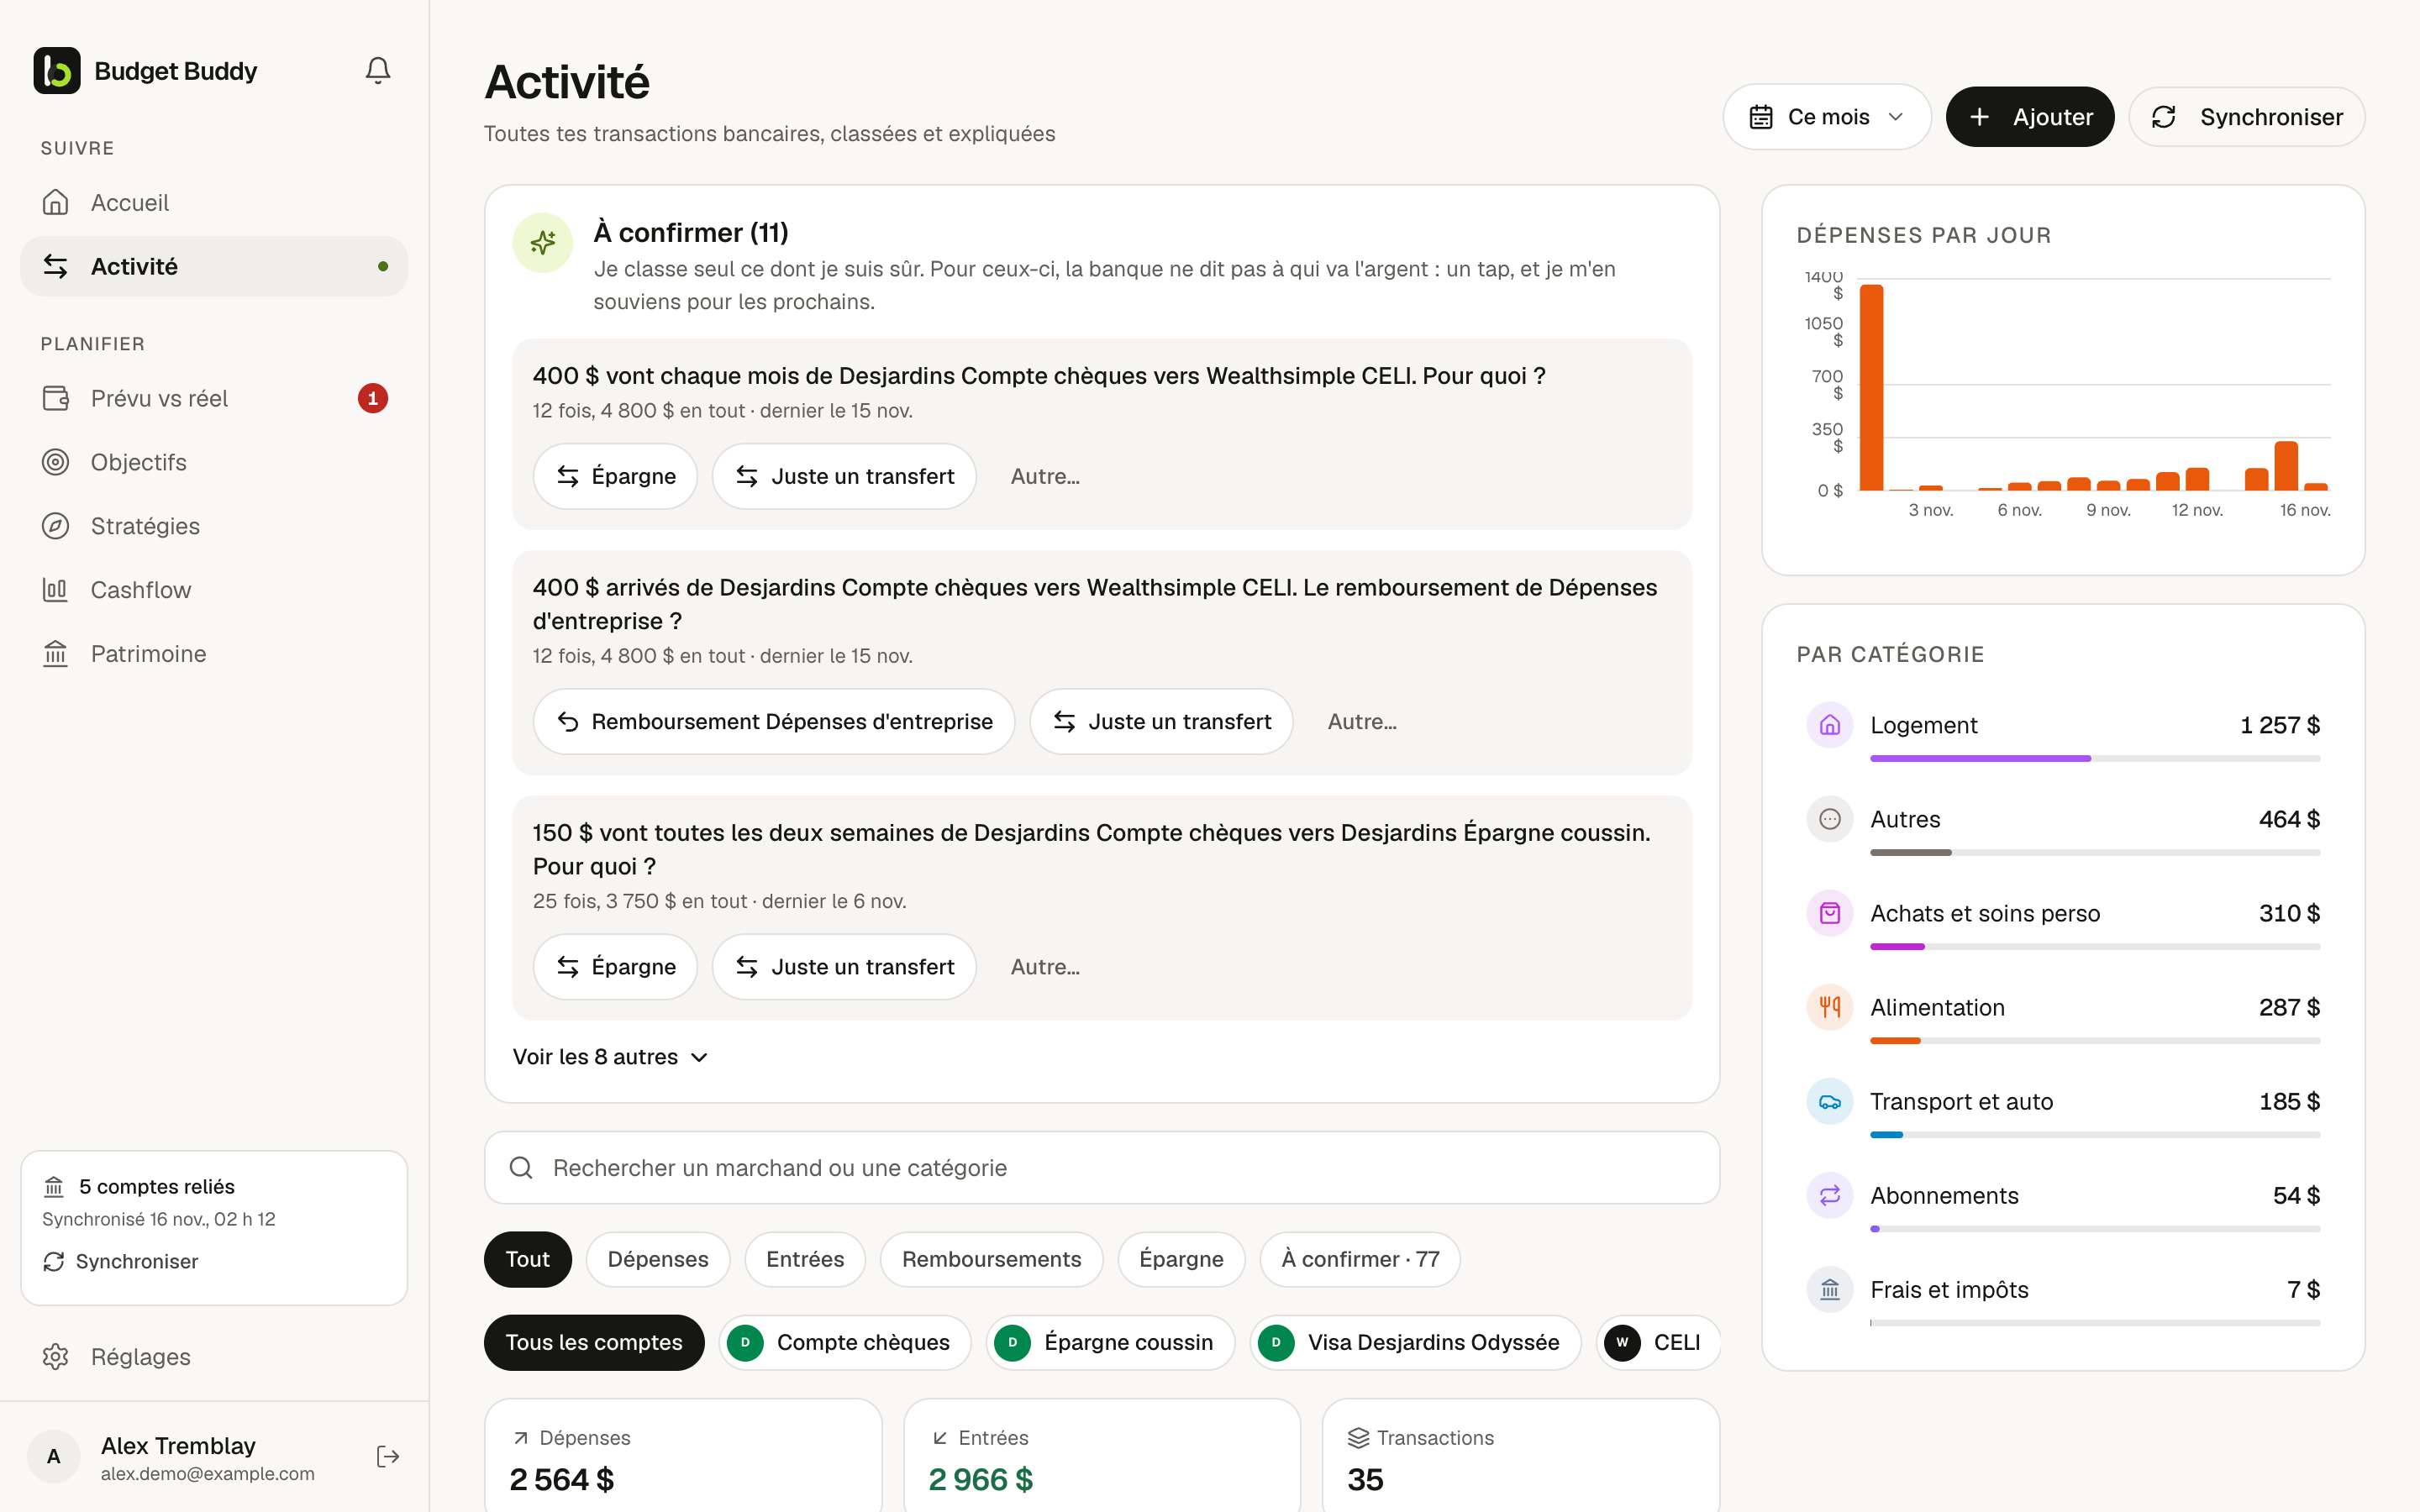 Budget Buddy
SUIVRE
Accueil
Activité
PLANIFIER
Prévu vs réel
1
Objectifs
Stratégies
Cashflow
Patrimoine
5 comptes reliés
Synchronisé 16 nov., 02 h 12
Synchroniser
Réglages
A
Alex Tremblay
alex.demo@example.com
Activité
Toutes tes transactions bancaires, classées et expliquées
Ce mois
Ajouter
Synchroniser
À confirmer (11)
Je classe seul ce dont je suis sûr. Pour ceux-ci, la banque ne dit pas à qui va l'argent : un tap, et je m'en
souviens pour les prochains.
400 $ vont chaque mois de Desjardins Compte chèques vers Wealthsimple CELI. Pour quoi ?
12 fois, 4 800 $ en tout · dernier le 15 nov.
Épargne
Juste un transfert
Autre...
400 $ arrivés de Desjardins Compte chèques vers Wealthsimple CELI. Le remboursement de Dépenses
d'entreprise ?
12 fois, 4 800 $ en tout · dernier le 15 nov.
Remboursement Dépenses d'entreprise
Juste un transfert
Autre...
150 $ vont toutes les deux semaines de Desjardins Compte chèques vers Desjardins Épargne coussin.
Pour quoi ?
25 fois, 3 750 $ en tout · dernier le 6 nov.
Épargne
Juste un transfert
Autre...
Voir les 8 autres
Rechercher un marchand ou une catégorie
Tout
Dépenses
Entrées
Remboursements
Épargne
À confirmer · 77
Tous les comptes
D
Compte chèques
D
Épargne coussin
D
Visa Desjardins Odyssée
W
CELI
Dépenses
2 564 $
Entrées
2 966 $
Transactions
35
DÉPENSES PAR JOUR
1400
$
1050
$
700
$
350
$
0 $
3 nov.
6 nov.
9 nov.
12 nov.
16 nov.
PAR CATÉGORIE
Logement
1 257 $
Autres
464 $
Achats et soins perso
310 $
Alimentation
287 $
Transport et auto
185 $
Abonnements
54 $
Frais et impôts
7 $